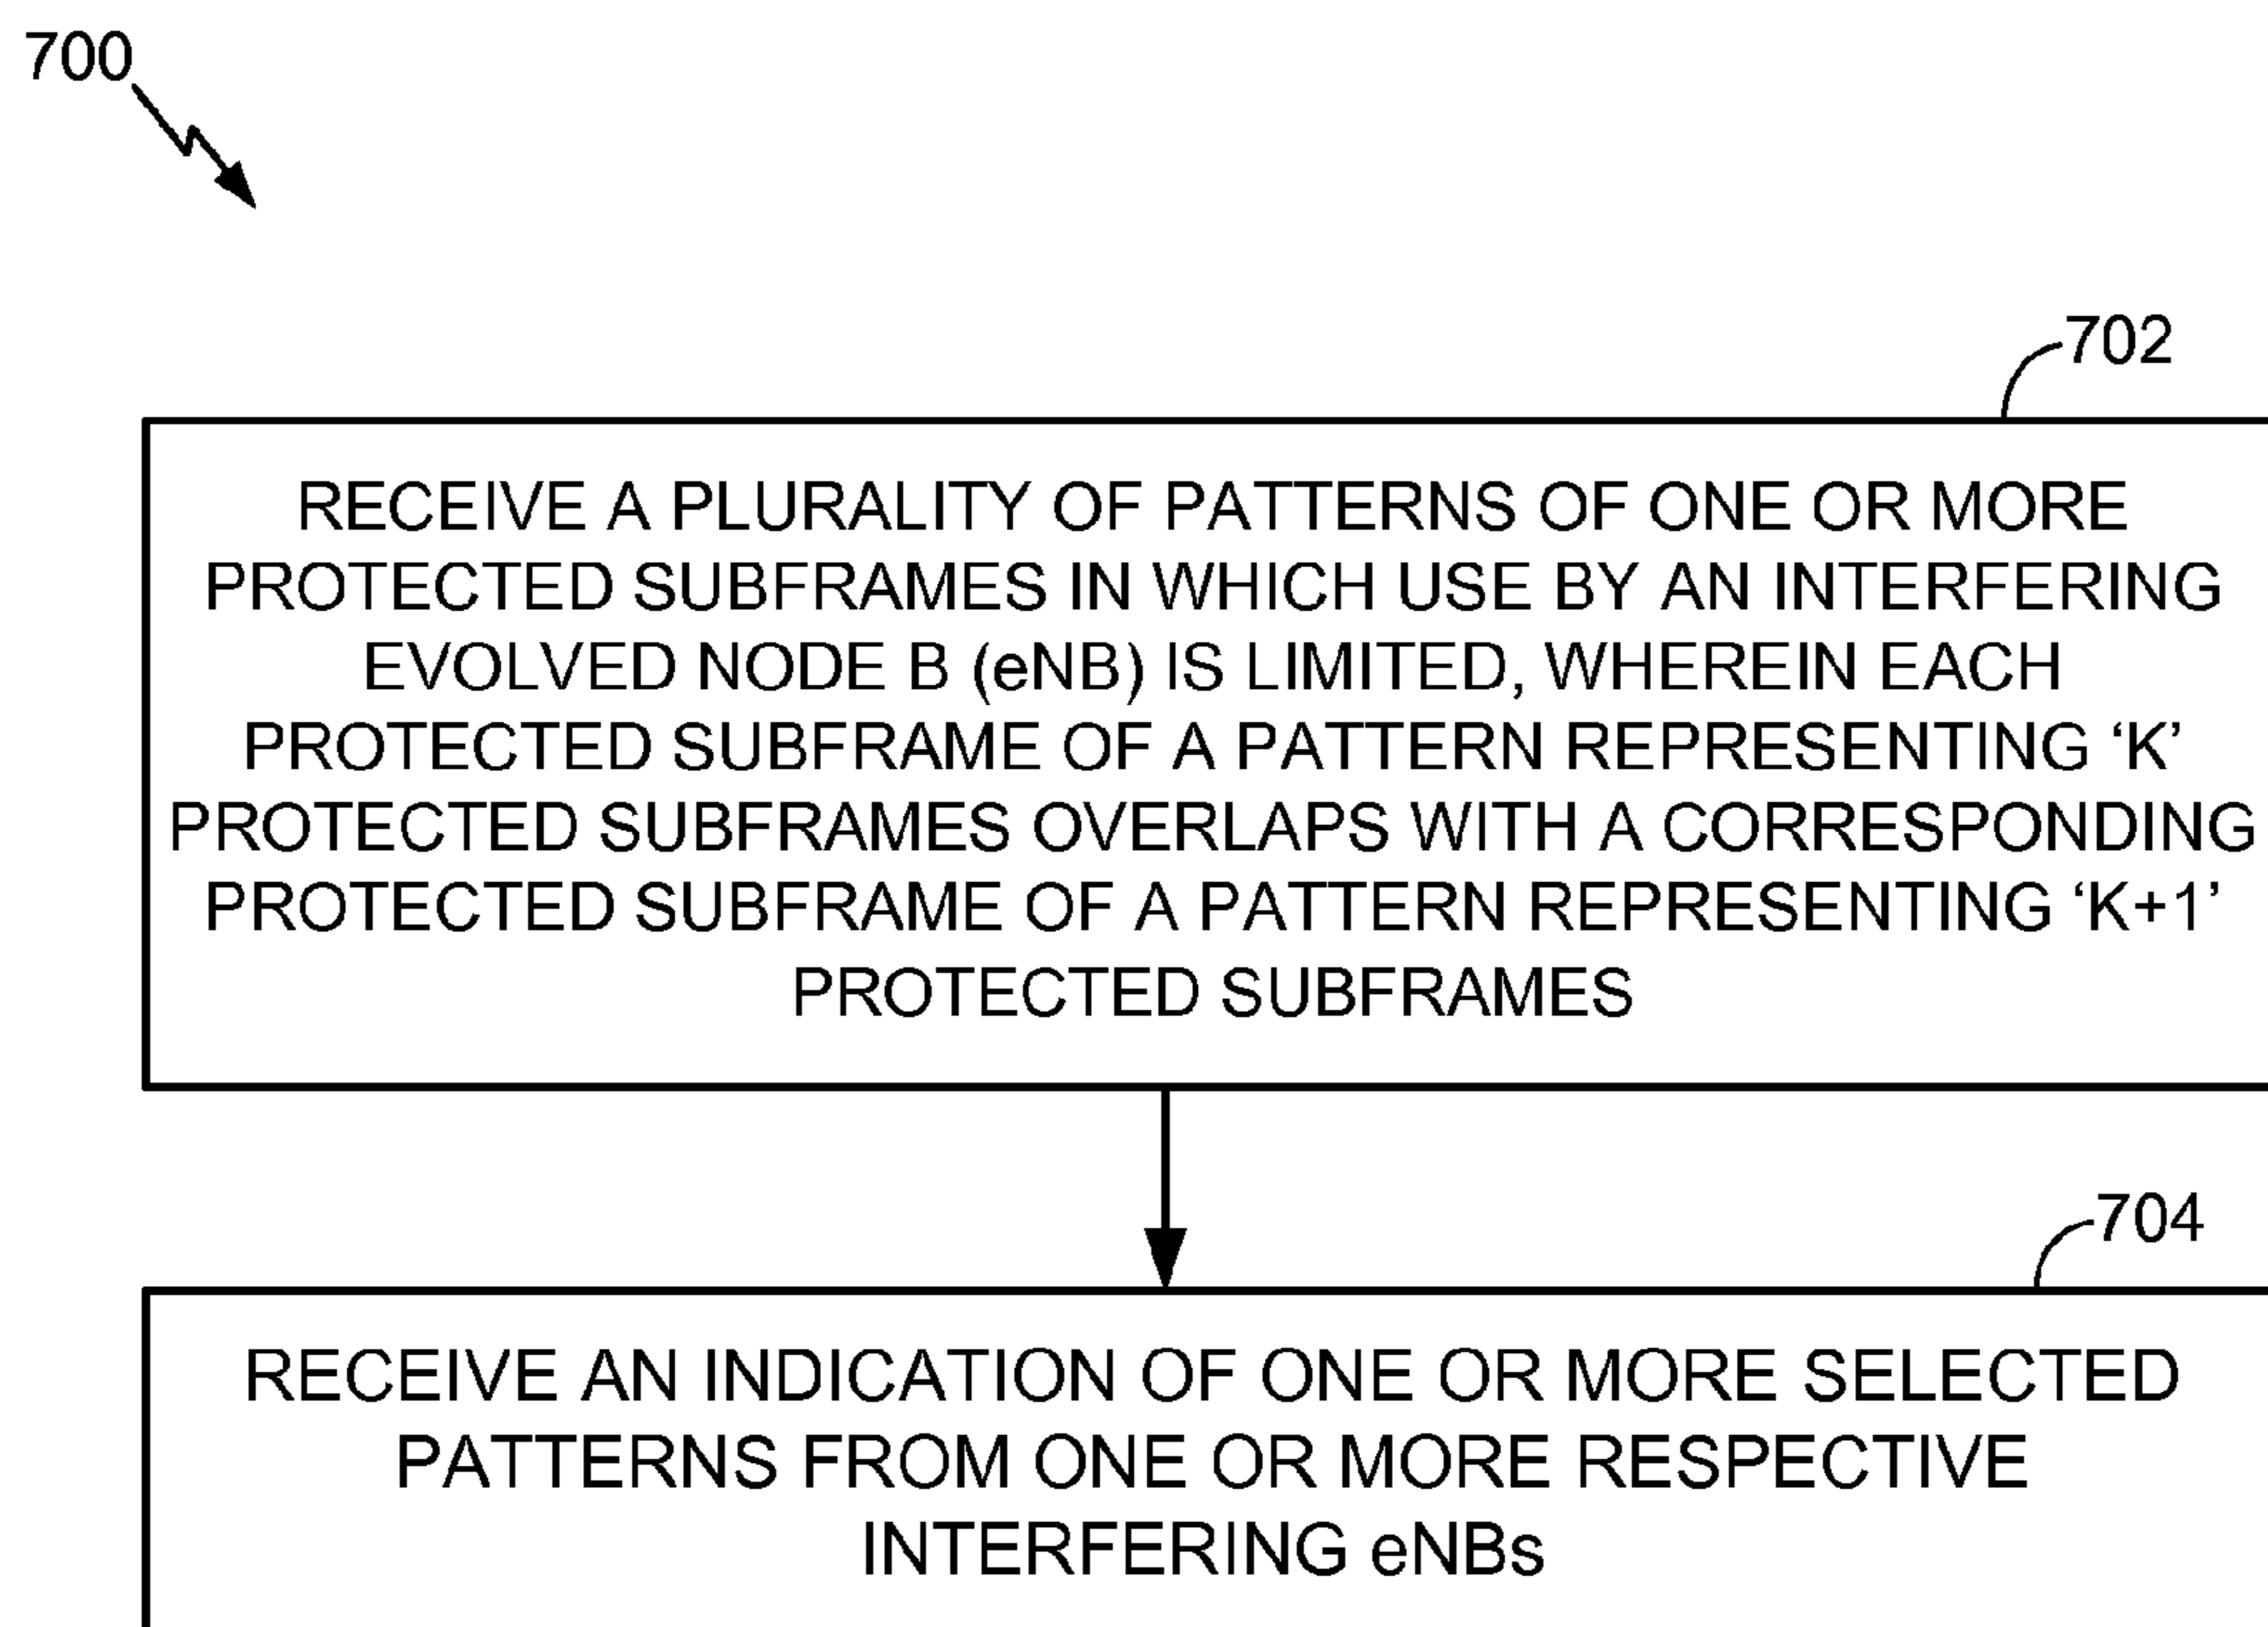 700
702
RECEIVE A PLURALITY OF PATTERNS OF ONE OR MORE
PROTECTED SUBFRAMES IN WHICH USE BY AN INTERFERING
EVOLVED NODE B (eNB) IS LIMITED, WHEREIN EACH
PROTECTED SUBFRAME OF A PATTERN REPRESENTING ‘K’
PROTECTED SUBFRAMES OVERLAPS WITH A CORRESPONDING
PROTECTED SUBFRAME OF A PATTERN REPRESENTING ‘K+1’
PROTECTED SUBFRAMES
704
RECEIVE AN INDICATION OF ONE OR MORE SELECTED
PATTERNS FROM ONE OR MORE RESPECTIVE
INTERFERING eNBs